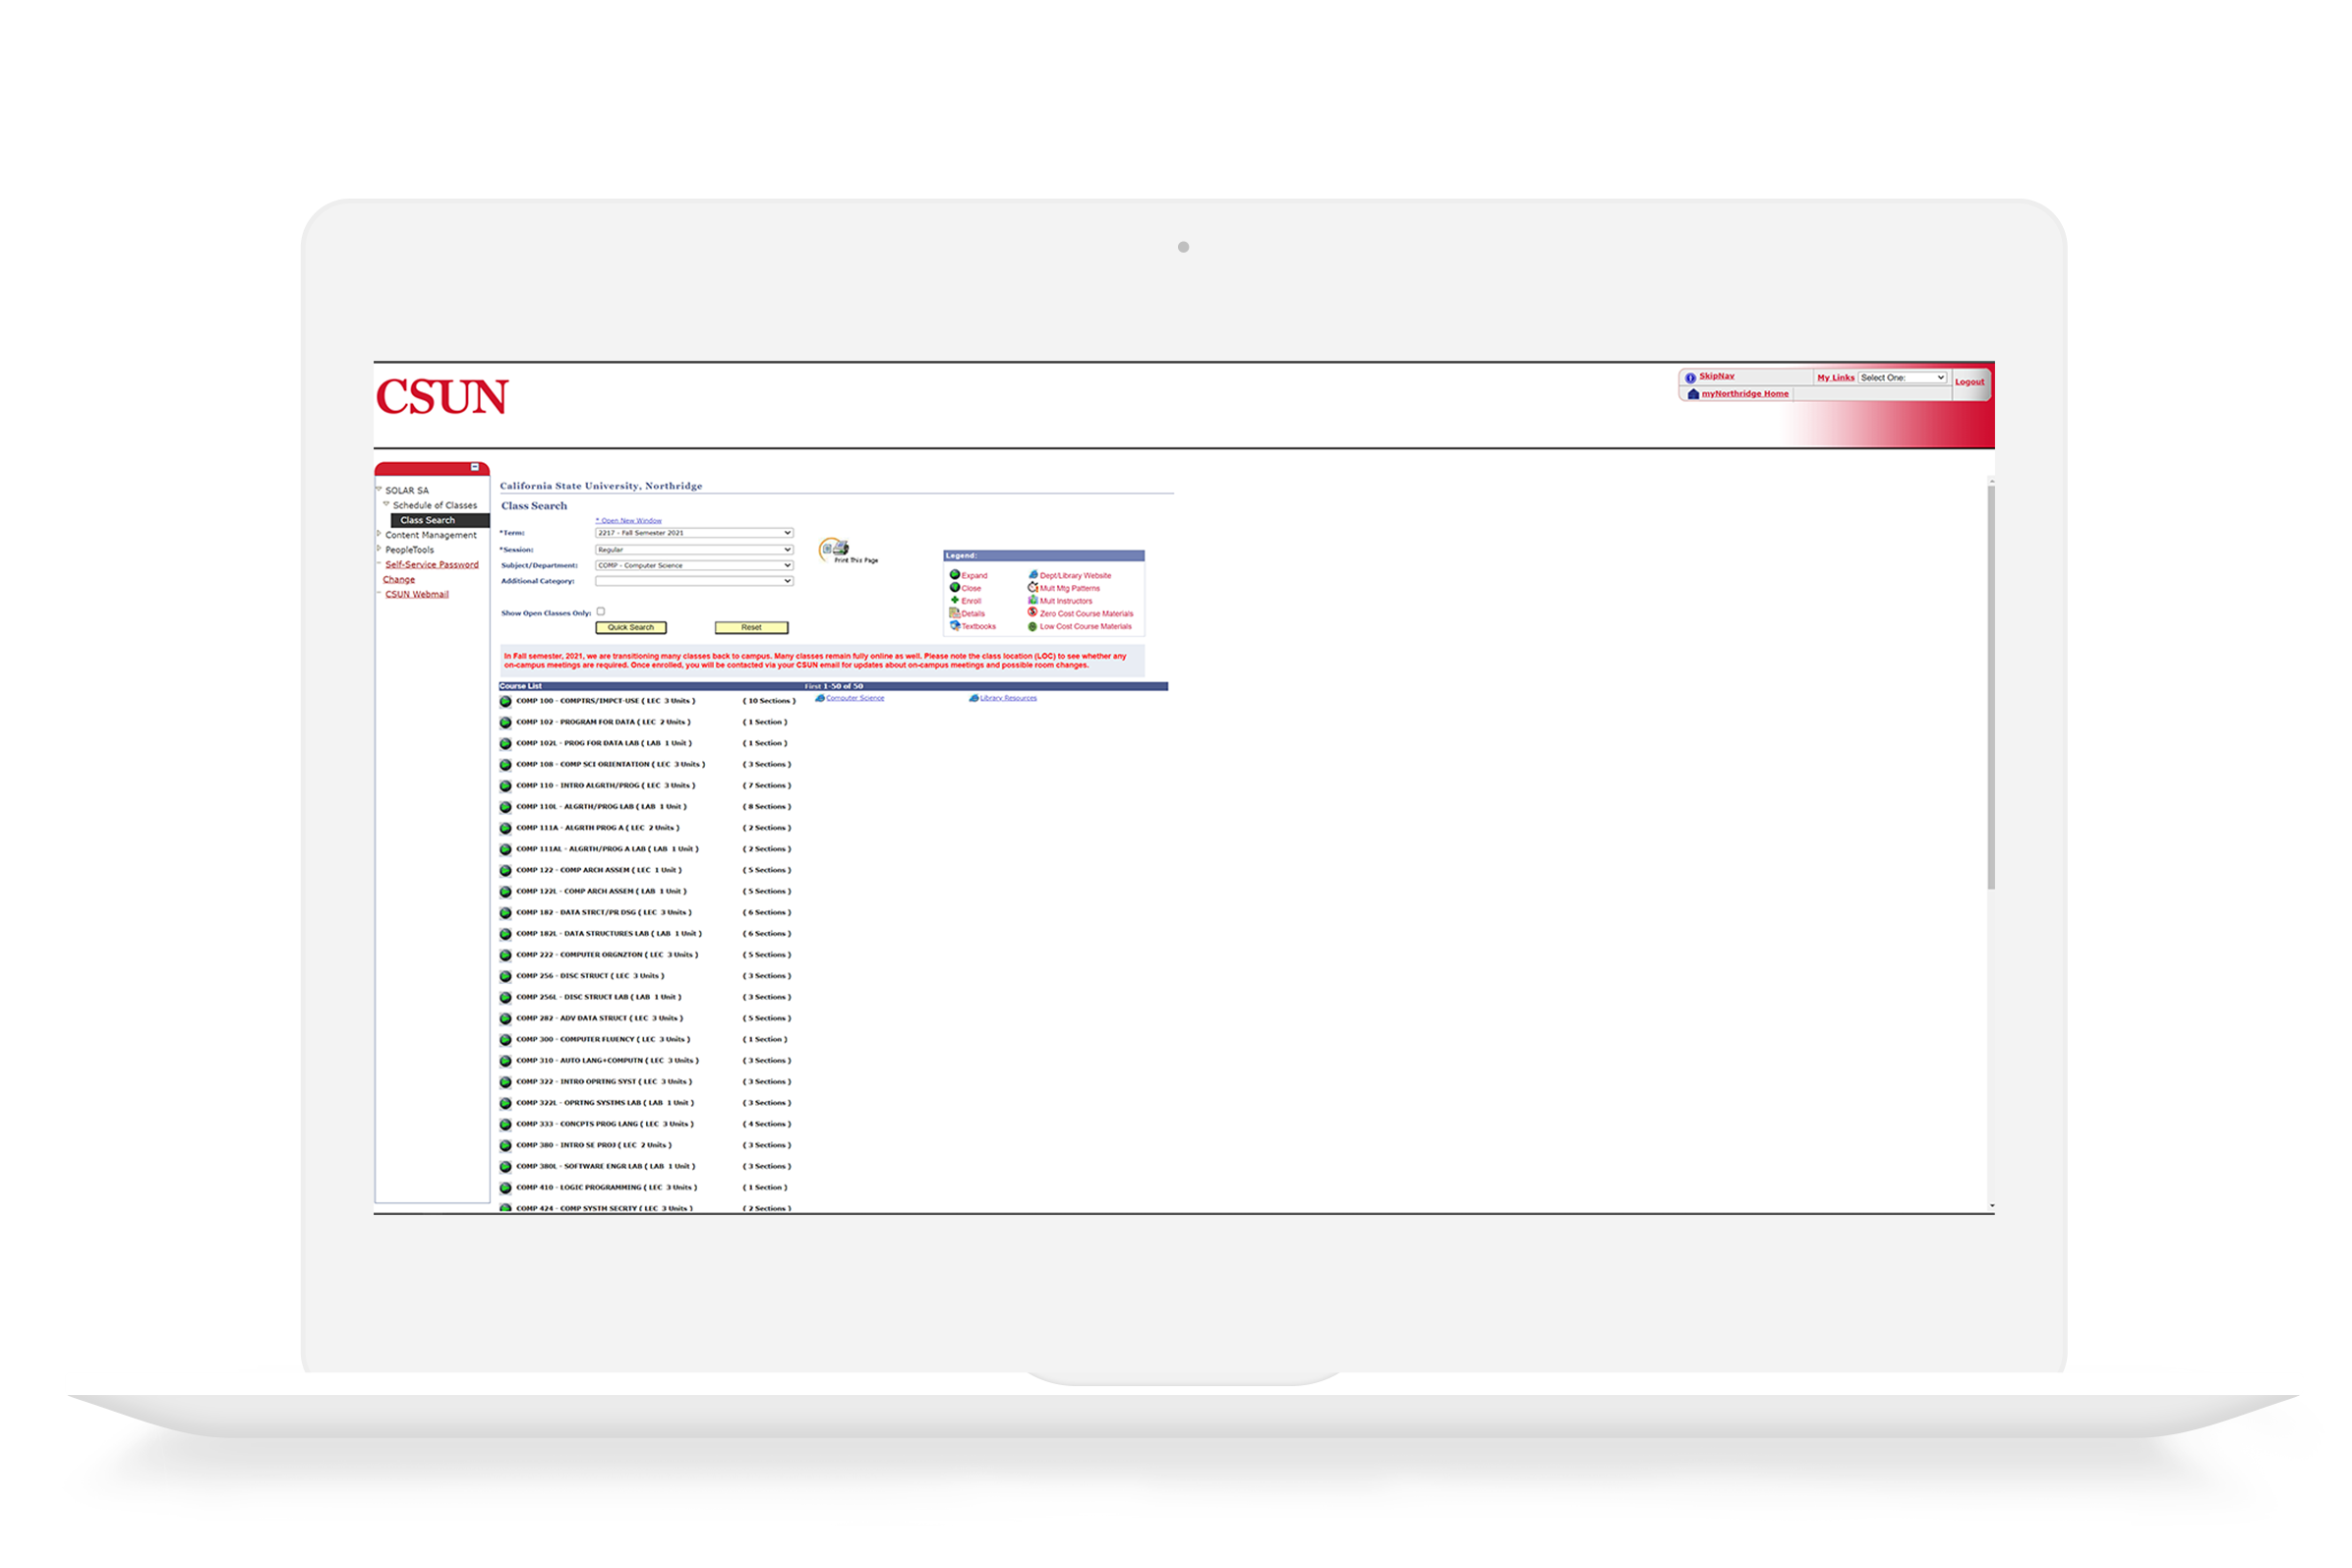 CSUN
SkipNav
My Links Select One:
Logout
myNorthridge Home
SOLAR SA
Schedule of Classes
Class Search
Content Management
PeopleTools
Self-Service Password
Change
CSUN Webmail
California State University, Northridge
Class Search
* Open New Window
*Term: 2217 - Fall Semester 2021
*Session: Regular
Subject/Department: COMP - Computer Science
Additional Category:
Print This Page
Show Open Classes Only:
Quick Search Reset
Legend:
Expand Dept/Library Website
Close Mult Mtg Patterns
Enroll Mult Instructors
Details Zero Cost Course Materials
Textbooks Low Cost Course Materials
In Fall semester, 2021, we are transitioning many classes back to campus. Many classes remain fully online as well. Please note the class location (LOC) to see whether any
on-campus meetings are required. Once enrolled, you will be contacted via your CSUN email for updates about on-campus meetings and possible room changes.
Course List First 1-50 of 50
COMP 100 - COMPTRS/IMPCT-USE ( LEC 3 Units ) ( 10 Sections ) Computer Science Library Resources
COMP 102 - PROGRAM FOR DATA ( LEC 2 Units ) ( 1 Section )
COMP 102L - PROG FOR DATA LAB ( LAB 1 Unit ) ( 1 Section )
COMP 108 - COMP SCI ORIENTATION ( LEC 3 Units ) ( 3 Sections )
COMP 110 - INTRO ALGRTH/PROG ( LEC 3 Units ) ( 7 Sections )
COMP 110L - ALGRTH/PROG LAB ( LAB 1 Unit ) ( 8 Sections )
COMP 111A - ALGRTH PROG A ( LEC 2 Units ) ( 2 Sections )
COMP 111AL - ALGRTH/PROG A LAB ( LAB 1 Unit ) ( 2 Sections )
COMP 122 - COMP ARCH ASSEM ( LEC 1 Unit ) ( 5 Sections )
COMP 122L - COMP ARCH ASSEM ( LAB 1 Unit ) ( 5 Sections )
COMP 182 - DATA STRCT/PR DSG ( LEC 3 Units ) ( 6 Sections )
COMP 182L - DATA STRUCTURES LAB ( LAB 1 Unit ) ( 6 Sections )
COMP 222 - COMPUTER ORGNZTON ( LEC 3 Units ) ( 5 Sections )
COMP 256 - DISC STRUCT ( LEC 3 Units ) ( 3 Sections )
COMP 256L - DISC STRUCT LAB ( LAB 1 Unit ) ( 3 Sections )
COMP 282 - ADV DATA STRUCT ( LEC 3 Units ) ( 5 Sections )
COMP 300 - COMPUTER FLUENCY ( LEC 3 Units ) ( 1 Section )
COMP 310 - AUTO LANG+COMPUTN ( LEC 3 Units ) ( 3 Sections )
COMP 322 - INTRO OPRTNG SYST ( LEC 3 Units ) ( 3 Sections )
COMP 322L - OPRTNG SYSTMS LAB ( LAB 1 Unit ) ( 3 Sections )
COMP 333 - CONCPTS PROG LANG ( LEC 3 Units ) ( 4 Sections )
COMP 380 - INTRO SE PROJ ( LEC 2 Units ) ( 3 Sections )
COMP 380L - SOFTWARE ENGR LAB ( LAB 1 Unit ) ( 3 Sections )
COMP 410 - LOGIC PROGRAMMING ( LEC 3 Units ) ( 1 Section )
COMP 424 - COMP SYSTM SECRTY ( LEC 3 Units ) ( 2 Sections )